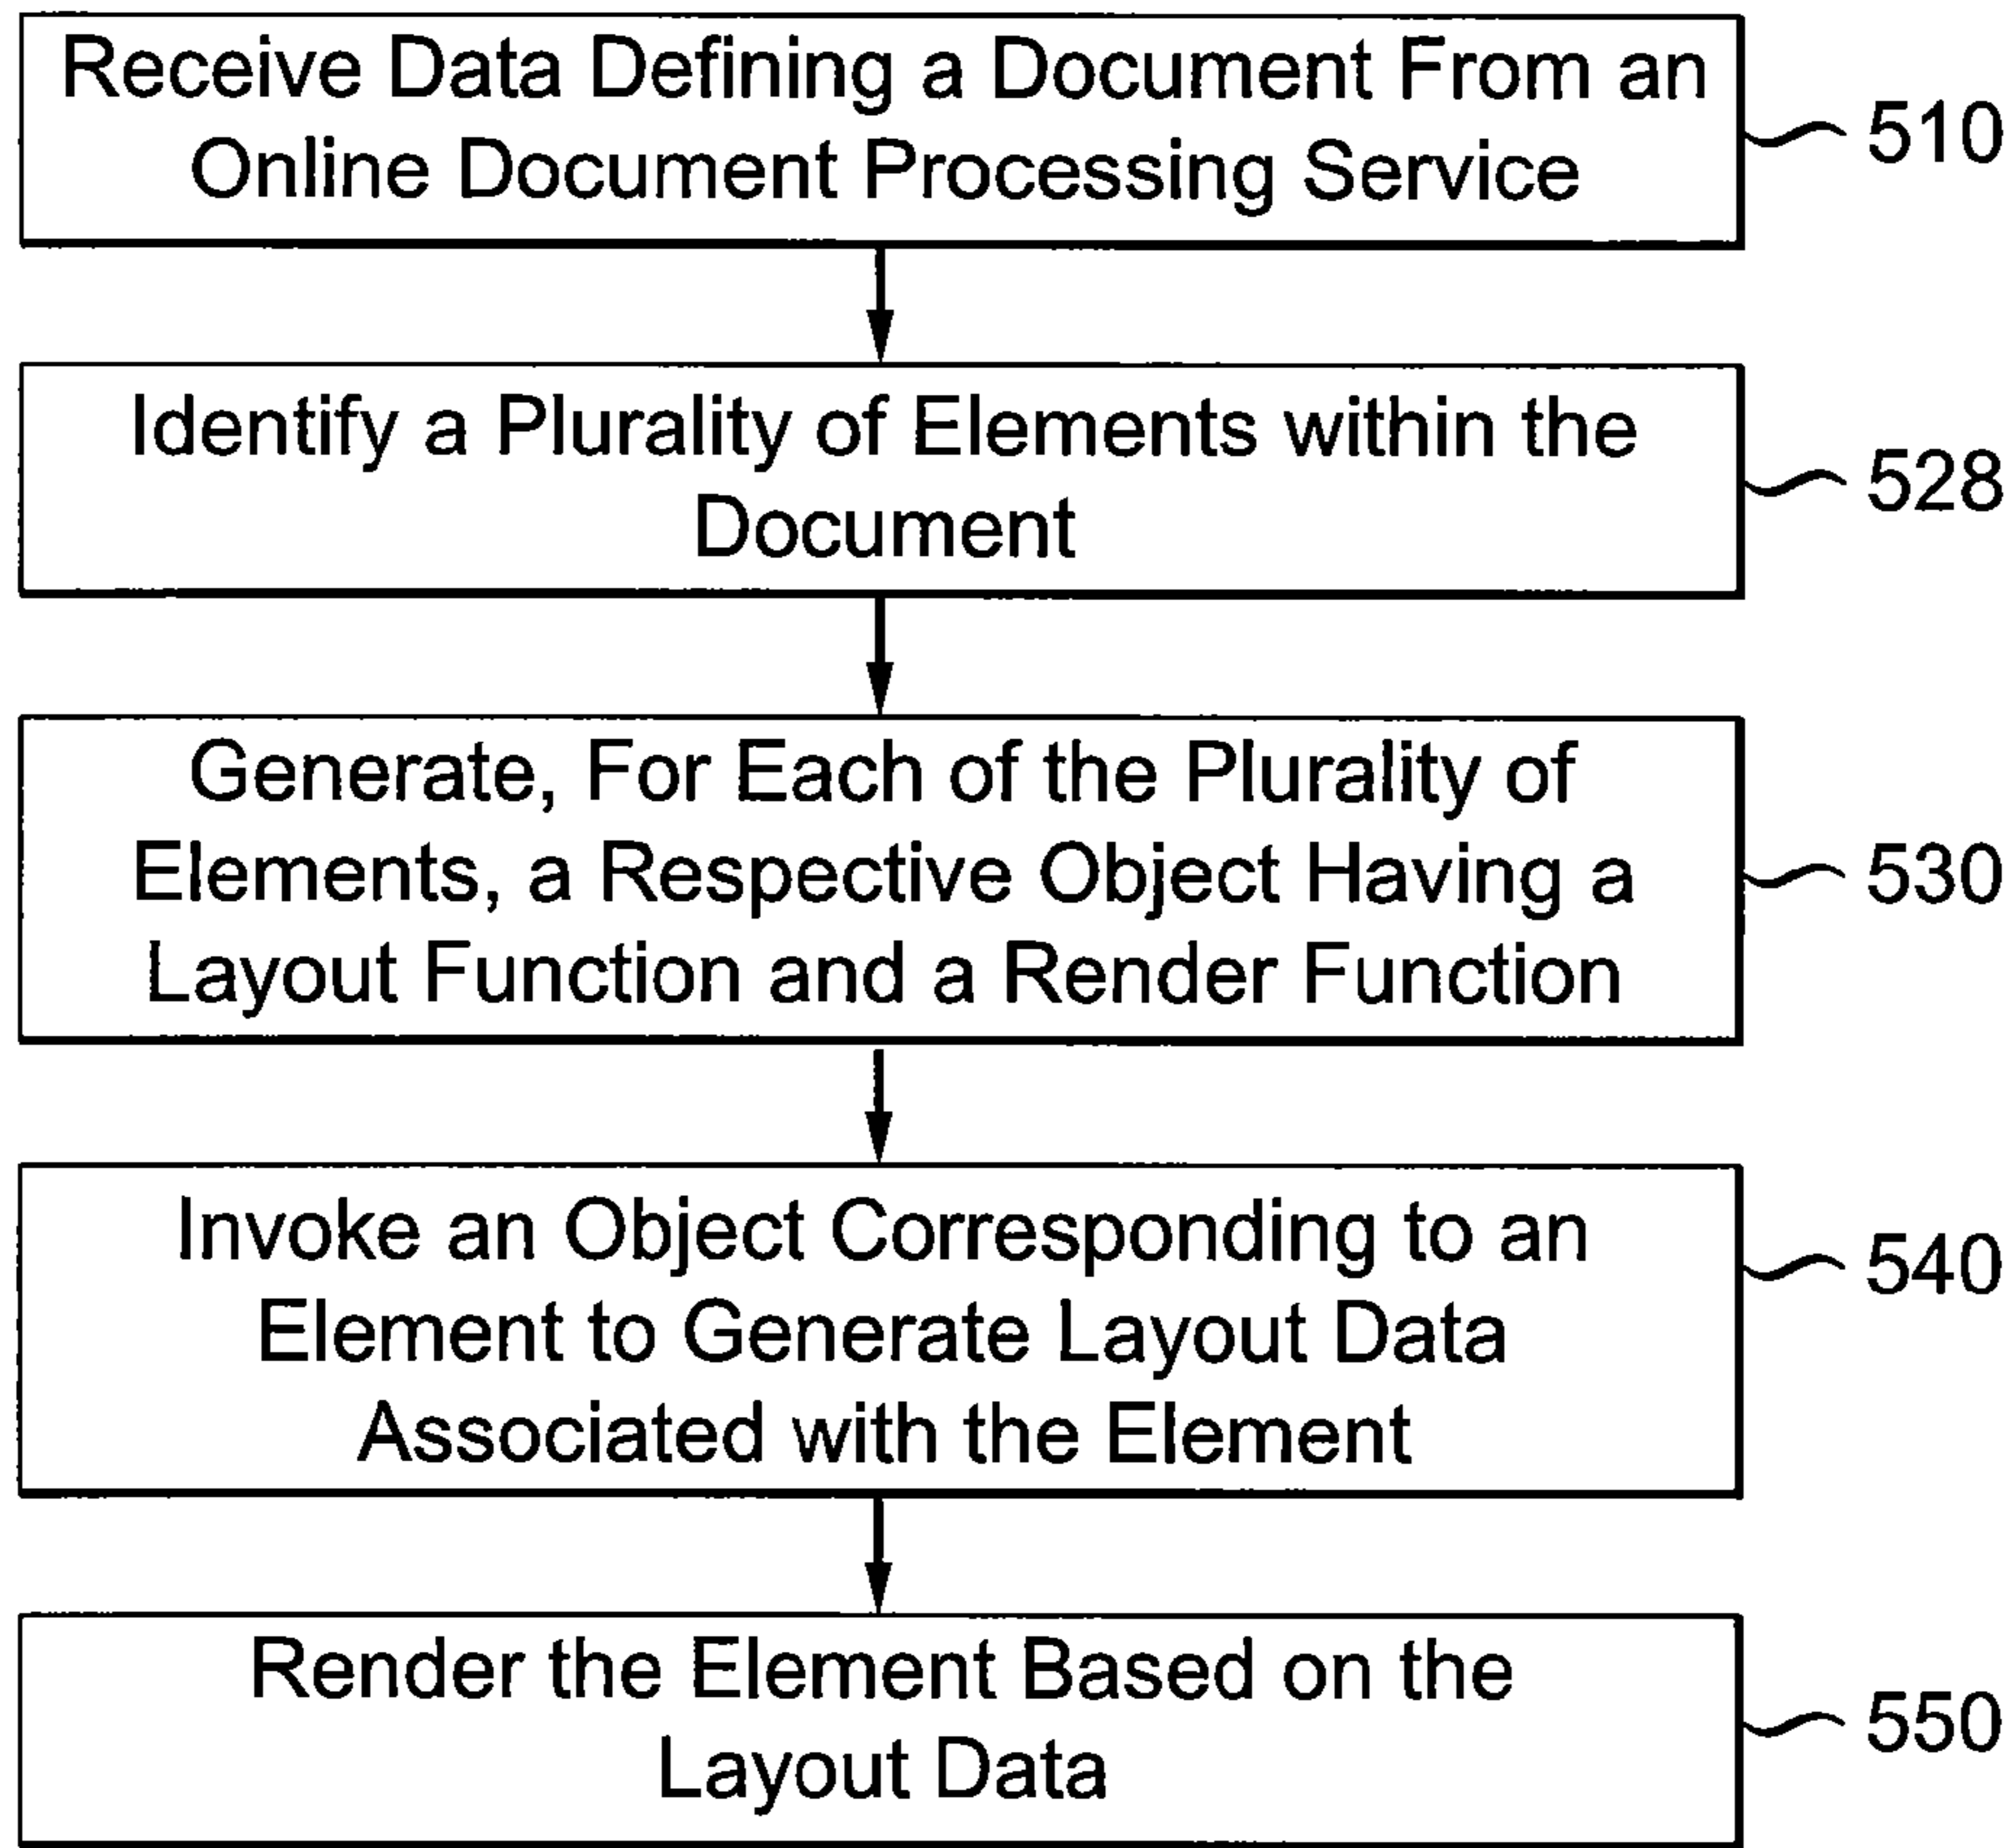 Receive Data Defining a Document From an
Online Document Processing Service
510
Identify a Plurality of Elements within the
Document
528
Generate, For Each of the Plurality of
Elements, a Respective Object Having a
Layout Function and a Render Function
530
Invoke an Object Corresponding to an
Element to Generate Layout Data
Associated with the Element
540
Render the Element Based on the
Layout Data
550